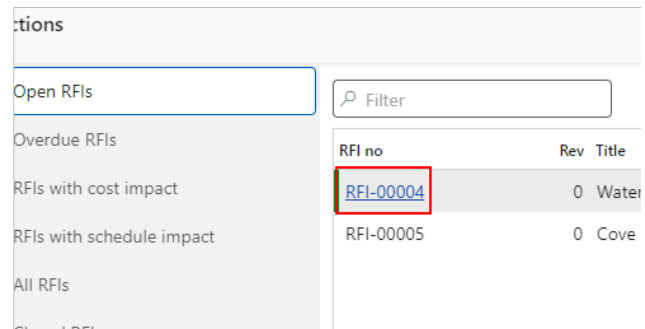 ctions
Open RFIs
Overdue RFIs
RFIs with cost impact
RFIs with schedule impact
All RFIs
Filter
RFI no Rev Title
RFI-00004 0 Water
RFI-00005 0 Cove